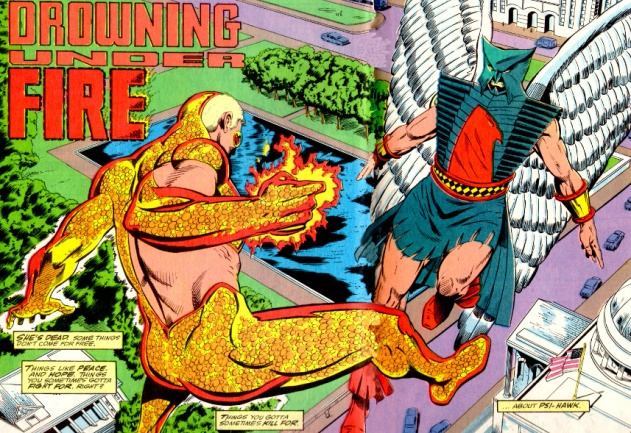 DROWNING
UNDER
FIRE
SHE'S DEAD. SOME THINGS
DON'T COME FOR FREE.
THINGS LIKE PEACE.
AND HOPE. THINGS
YOU SOMETIMES GOTTA
FIGHT FOR. RIGHT?
THINGS YOU GOTTA
SOMETIMES KILL FOR.
... ABOUT PSI-HAWK.